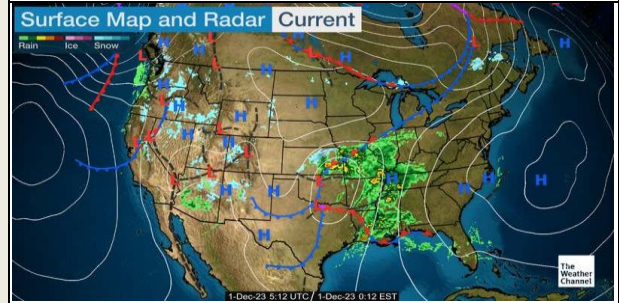 Surface Map and Radar Current
Rain Ice Snow
H
L
H
H
L
H
L
H
H
H
L
H
H
L
L
H
L
L
L
H
L
H
H
H
H
H
L
L
H
The
Weather
Channel
1-Dec-23 5:12 UTC / 1-Dec-23 0:12 EST